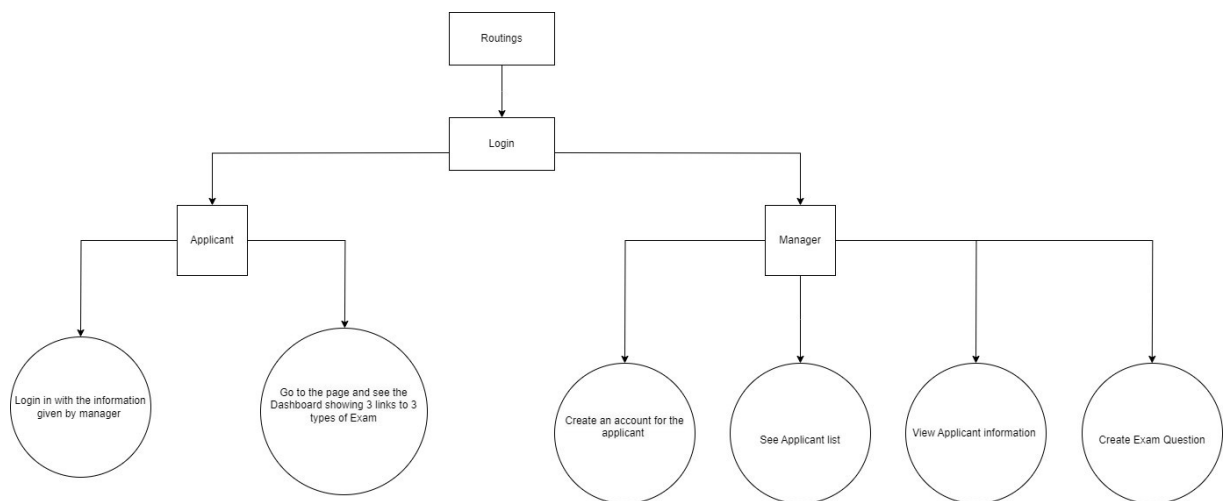 Routings
Login
Applicant
Manager
Login in with the information
given by manager
Go to the page and see the
Dashboard showing 3 links to 3
types of Exam
Create an account for the
applicant
See Applicant list
View Applicant information
Create Exam Question